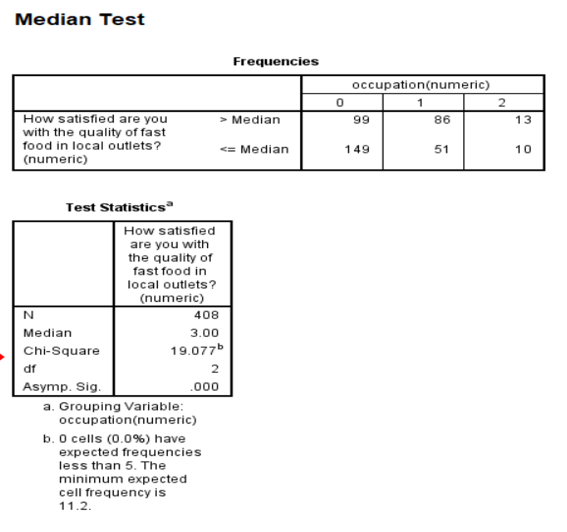 Median Test
Frequencies
occupation(numeric)
0 1 2
How satisfied are you with the quality of fast food in local outlets? (numeric) > Median 99 86 13
<= Median 149 51 10
Test Statisticsᵃ
How satisfied
are you with
the quality of
fast food in
local outlets?
(numeric)
N 408
Median 3.00
Chi-Square 19.077ᵇ
df 2
Asymp. Sig. .000
a. Grouping Variable:
occupation(numeric)
b. 0 cells (0.0%) have
expected frequencies
less than 5. The
minimum expected
cell frequency is
11.2.